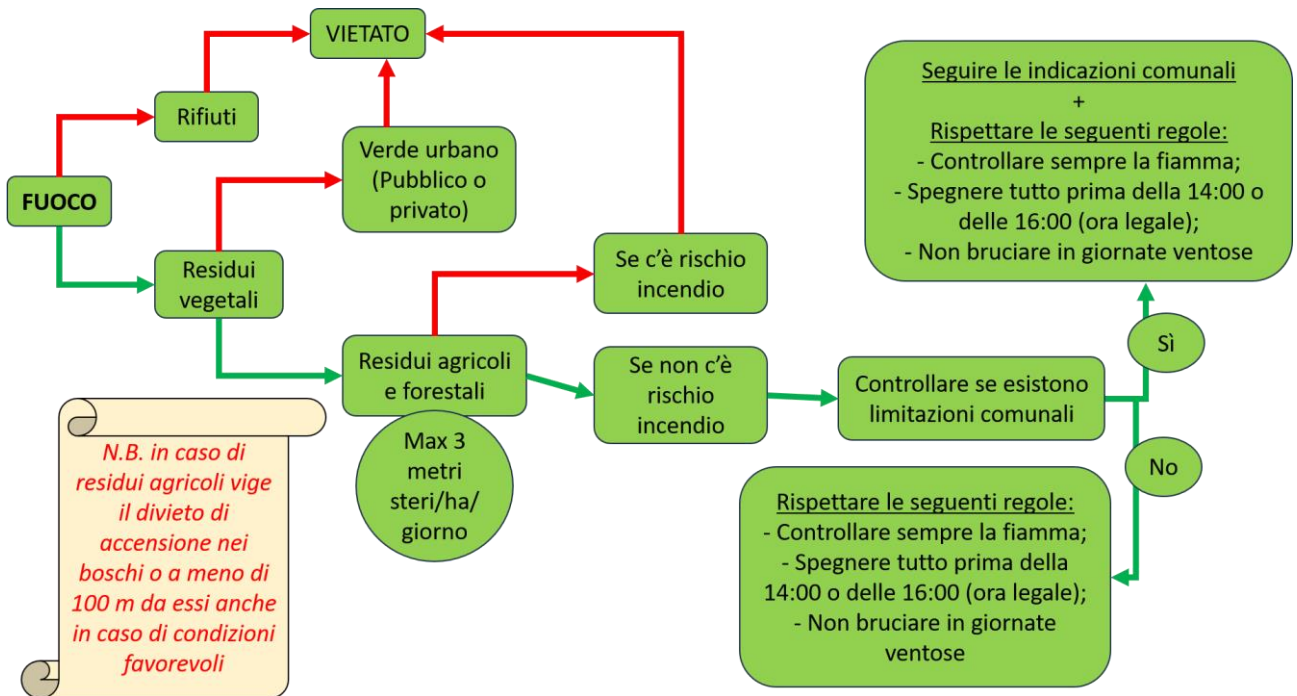 VIETATO
Rifiuti
FUOCO
Verde urbano
(Pubblico o
privato)
Residui
vegetali
Se c'è rischio
incendio
Residui agricoli
e forestali
Max 3
metri
steri/ha/
giorno
Se non c'è
rischio
incendio
Controllare se esistono
limitazioni comunali
Sì
Seguire le indicazioni comunali
+
Rispettare le seguenti regole:
- Controllare sempre la fiamma;
- Spegnere tutto prima della 14:00 o
delle 16:00 (ora legale);
- Non bruciare in giornate ventose
No
Rispettare le seguenti regole:
- Controllare sempre la fiamma;
- Spegnere tutto prima della
14:00 o delle 16:00 (ora legale);
- Non bruciare in giornate
ventose
N.B. in caso di
residui agricoli vige
il divieto di
accensione nei
boschi o a meno di
100 m da essi anche
in caso di condizioni
favorevoli